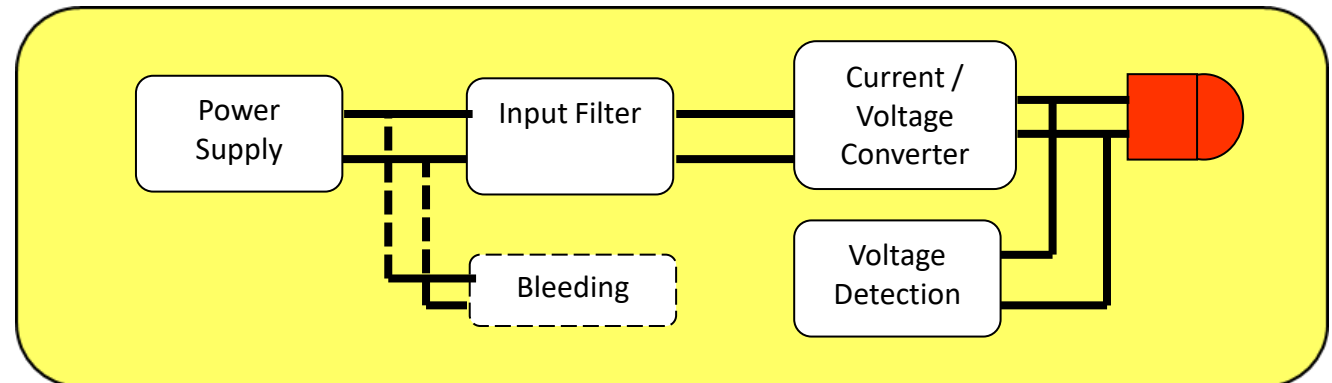 Power
Supply
Input Filter
Current /
Voltage
Converter
Bleeding
Voltage
Detection